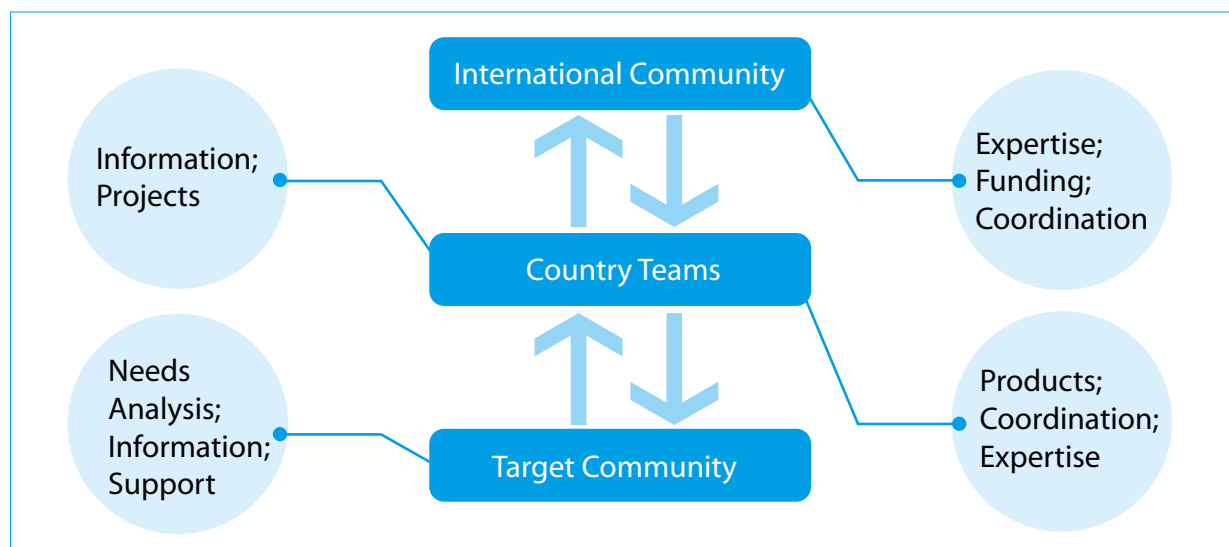 International Community
Information;
Projects
Expertise;
Funding;
Coordination
Country Teams
Needs
Analysis;
Information;
Support
Products;
Coordination;
Expertise
Target Community